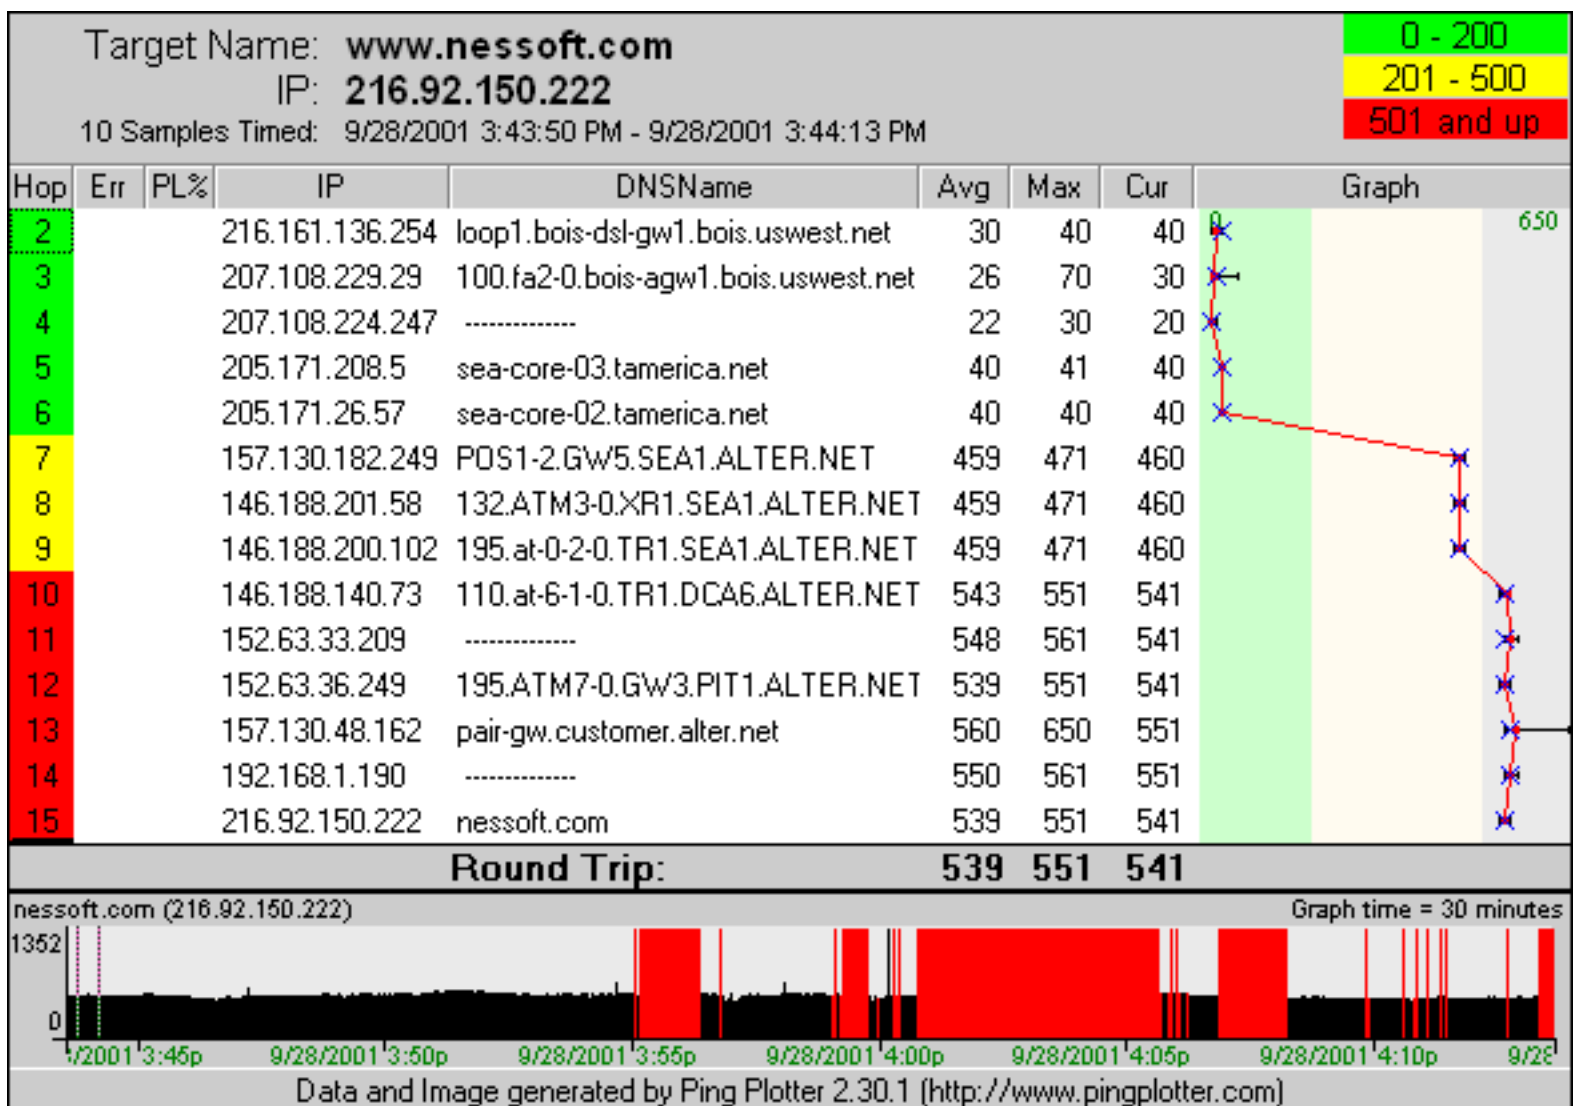 Target Name: www.nessoft.com
IP: 216.92.150.222
10 Samples Timed: 9/28/2001 3:43:50 PM - 9/28/2001 3:44:13 PM
0 - 200
201 - 500
501 and up
Hop Err PL% IP DNSName Avg Max Cur Graph
2 216.161.136.254 loop1.bois-dsl-gw1.bois.uswest.net 30 40 40 0 650
3 207.108.229.29 100.fa2-0.bois-agw1.bois.uswest.net 26 70 30
4 207.108.224.247 -------------- 22 30 20
5 205.171.208.5 sea-core-03.tamerica.net 40 41 40
6 205.171.26.57 sea-core-02.tamerica.net 40 40 40
7 157.130.182.249 POS1-2.GW5.SEA1.ALTER.NET 459 471 460
8 146.188.201.58 132.ATM3-0.XR1.SEA1.ALTER.NET 459 471 460
9 146.188.200.102 195.at-0-2-0.TR1.SEA1.ALTER.NET 459 471 460
10 146.188.140.73 110.at-6-1-0.TR1.DCA6.ALTER.NET 543 551 541
11 152.63.33.209 -------------- 548 561 541
12 152.63.36.249 195.ATM7-0.GW3.PIT1.ALTER.NET 539 551 541
13 157.130.48.162 pair-gw.customer.alter.net 560 650 551
14 192.168.1.190 -------------- 550 561 551
15 216.92.150.222 nessoft.com 539 551 541
Round Trip: 539 551 541
nessoft.com (216.92.150.222) Graph time = 30 minutes
1352
0
/2001 3:45p 9/28/2001 3:50p 9/28/2001 3:55p 9/28/2001 4:00p 9/28/2001 4:05p 9/28/2001 4:10p 9/28
Data and Image generated by Ping Plotter 2.30.1 (http://www.pingplotter.com)